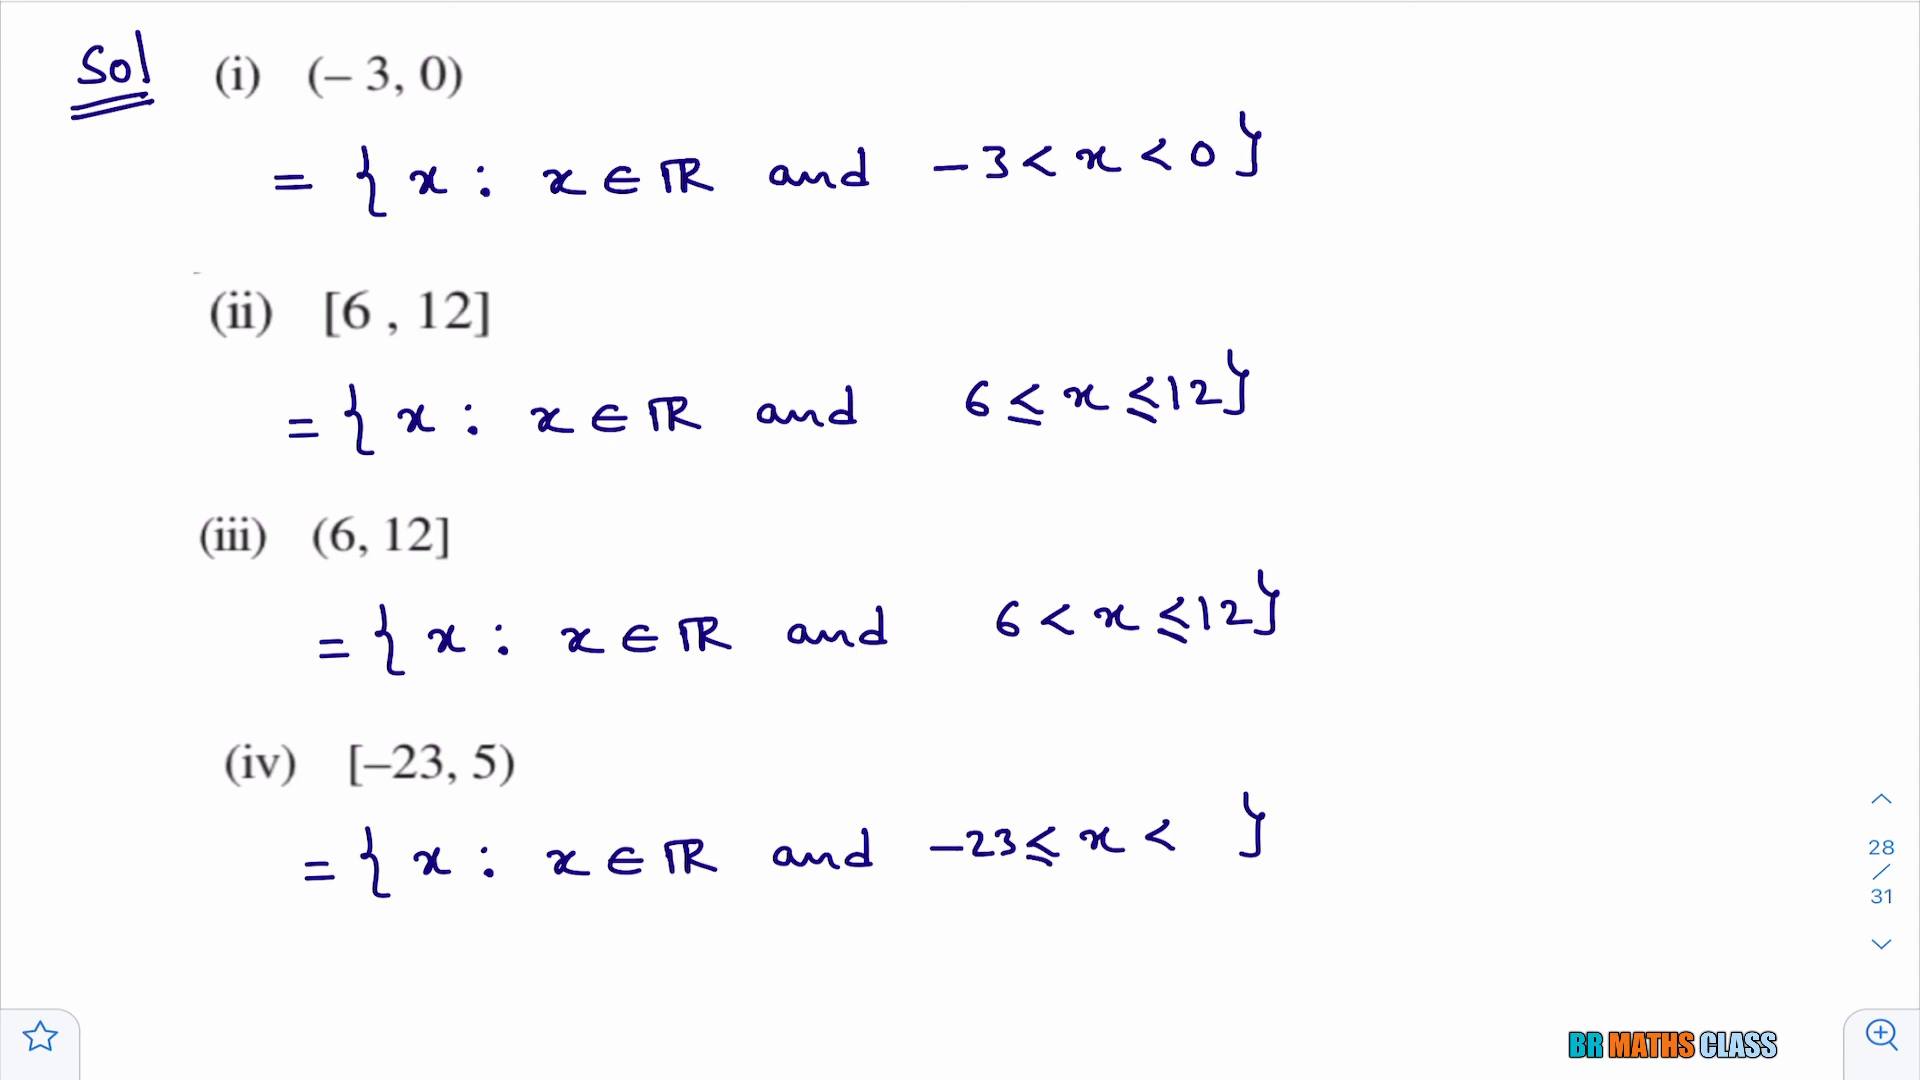 Sol (i) (– 3, 0)
= { x : x ∈ ℝ and −3 < x < 0 }
(ii) [6 , 12]
= { x : x ∈ ℝ and 6 ≤ x ≤ 12 }
(iii) (6, 12]
= { x : x ∈ ℝ and 6 < x ≤ 12 }
(iv) [–23, 5)
= { x : x ∈ ℝ and −23 ≤ x < }
28
/
31
BR MATHS CLASS